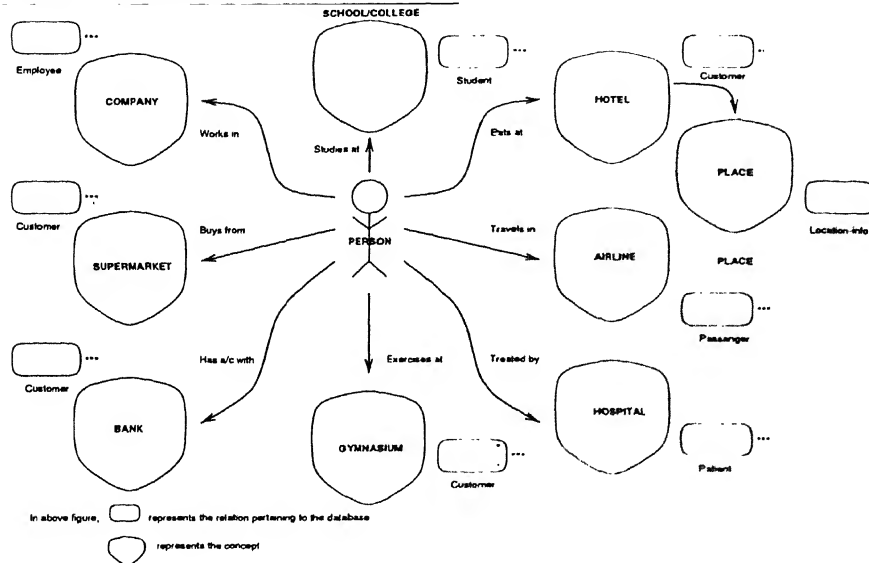 SCHOOL/COLLEGE
...
Employee
COMPANY
Works in
...
Student
Studies at
HOTEL
Eats at
..
Customer
PLACE
Location-info
...
Customer
SUPERMARKET
Buys from
PERSON
Travels in
AIRLINE
PLACE
...
Passanger
...
Customer
BANK
Has a/c with
Exercises at
GYMNASIUM
...
Customer
Treated by
HOSPITAL
...
Patient
In above figure, represents the relation pertaining to the database
represents the concept